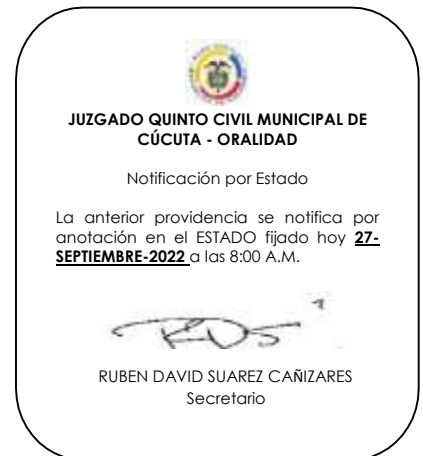 JUZGADO QUINTO CIVIL MUNICIPAL DE
CÚCUTA - ORALIDAD
Notificación por Estado
La anterior providencia se notifica por
anotación en el ESTADO fijado hoy 27-
SEPTIEMBRE-2022 a las 8:00 A.M.
RUBEN DAVID SUAREZ CAÑIZARES
Secretario